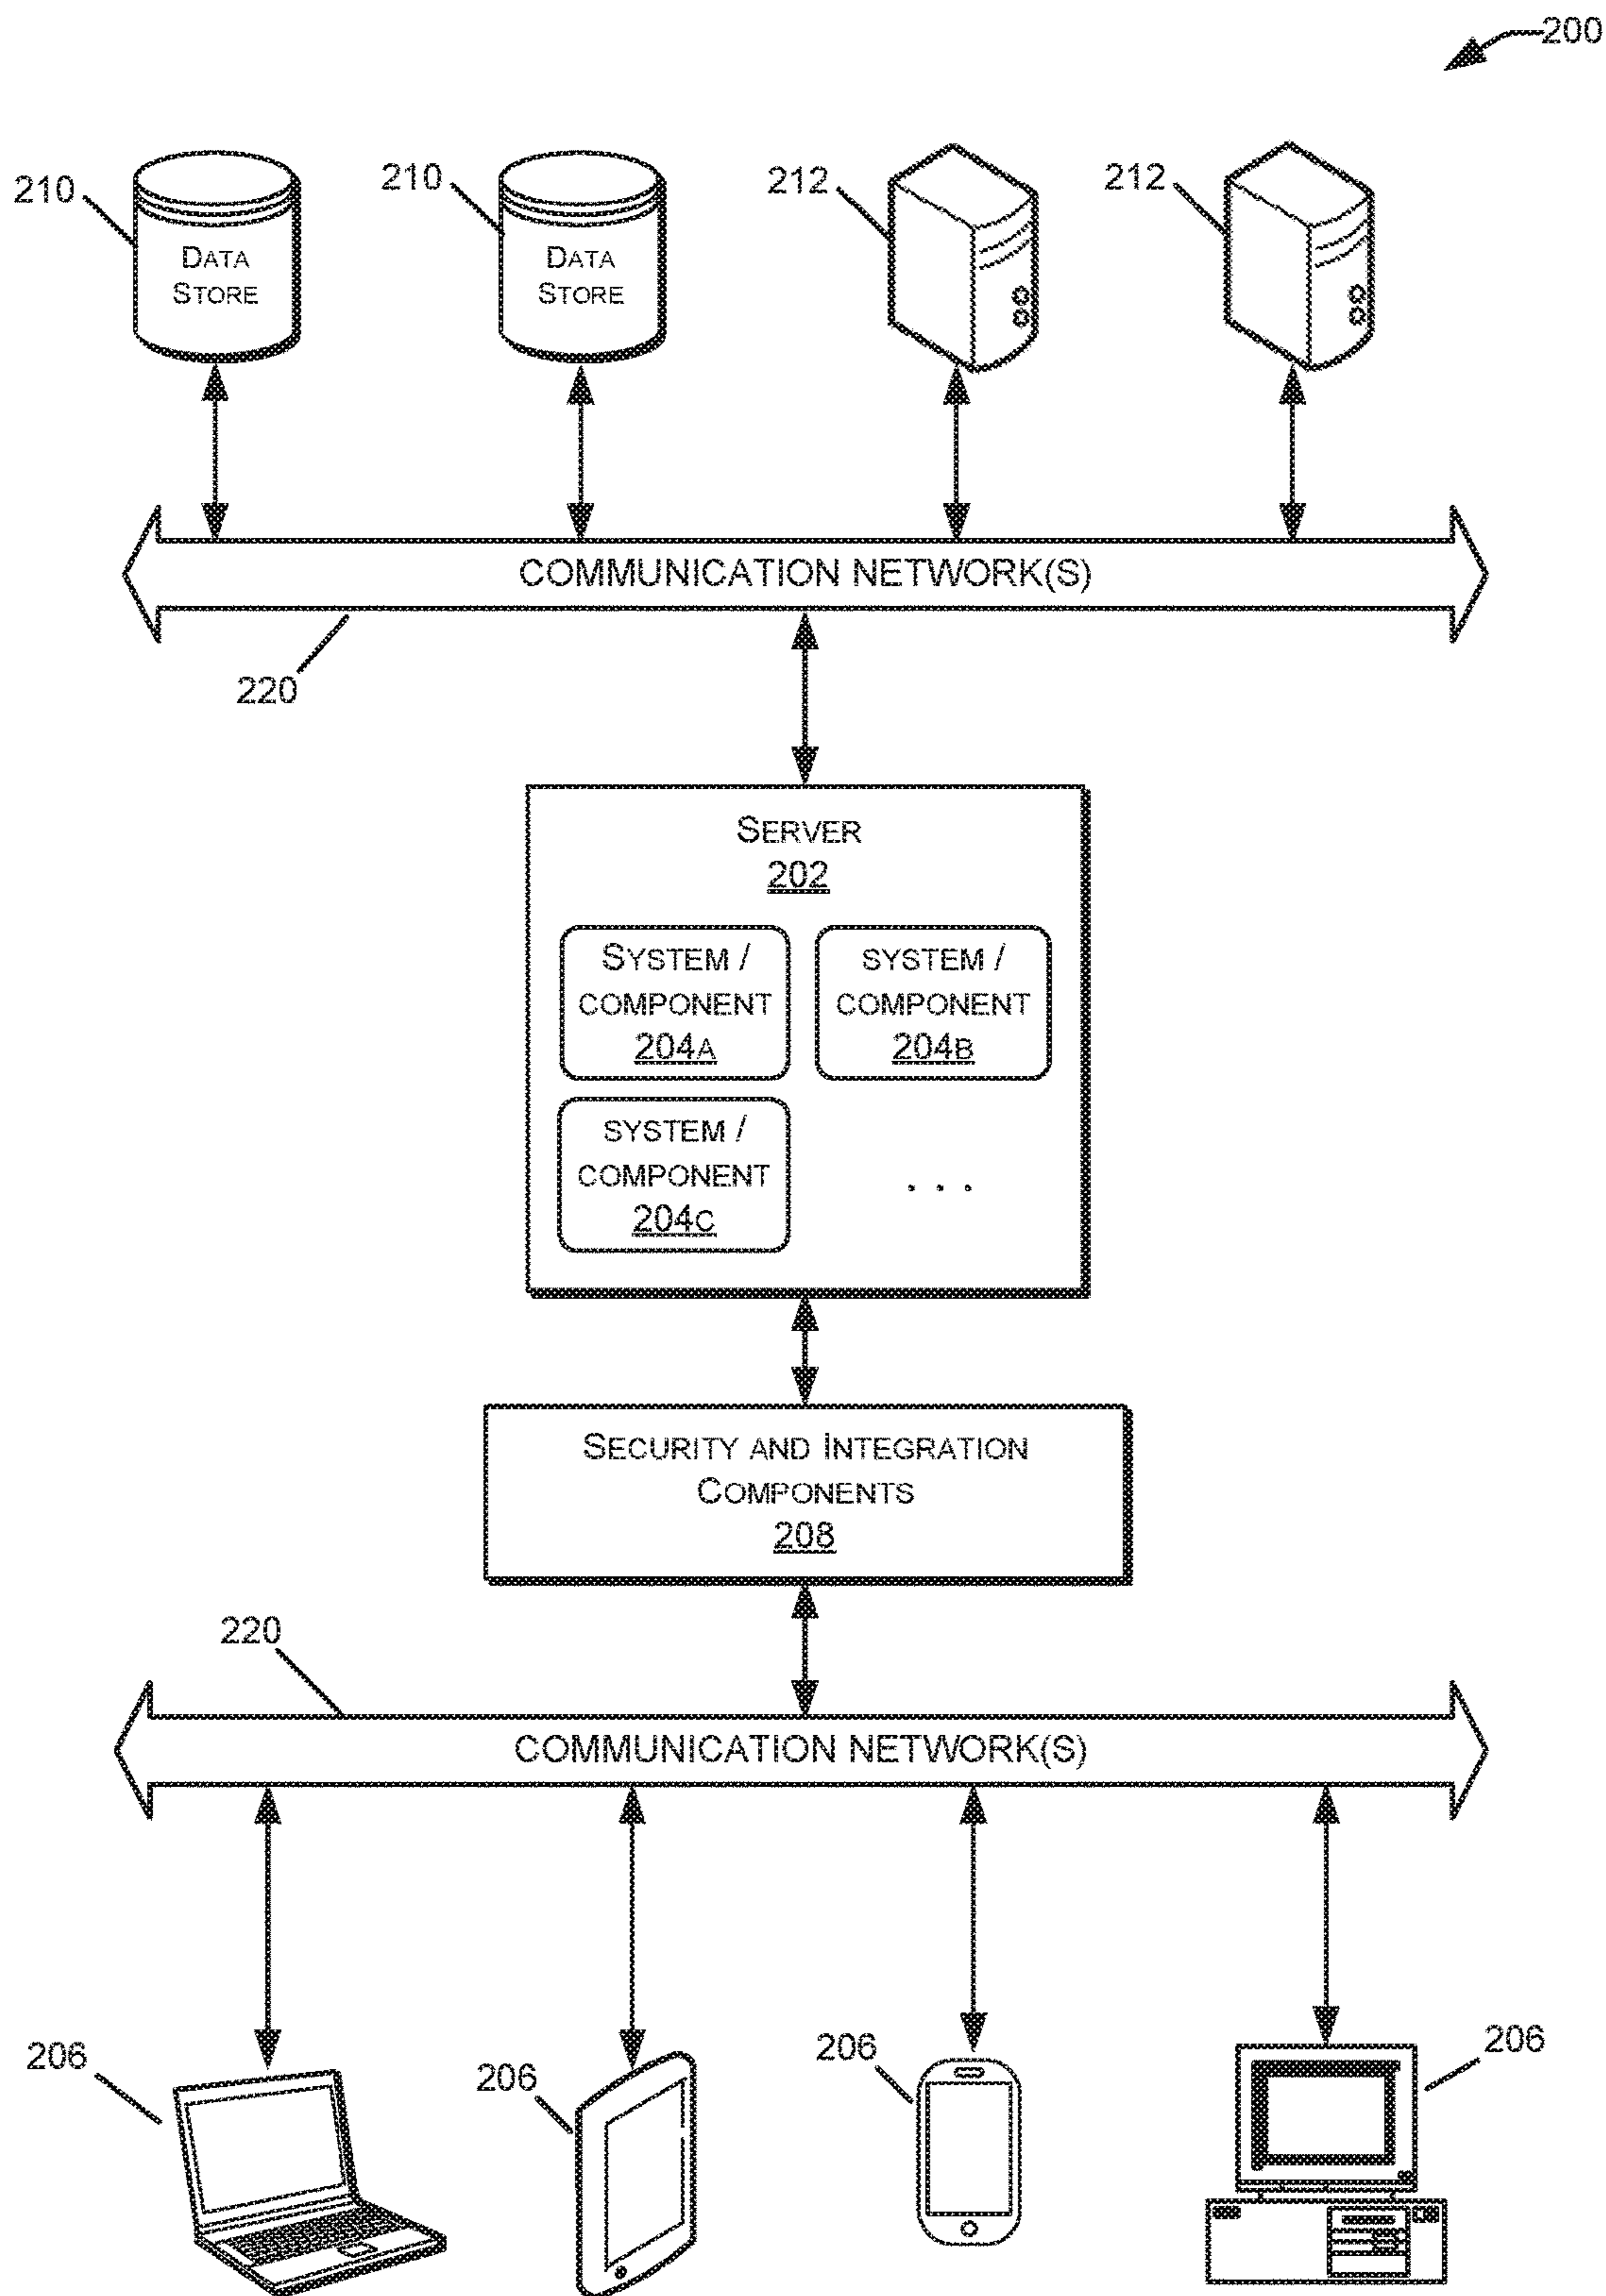 200
210
210
212
212
DATA
STORE
DATA
STORE
COMMUNICATION NETWORK(S)
220
SERVER
202
SYSTEM /
COMPONENT
204A
SYSTEM /
COMPONENT
204B
SYSTEM /
COMPONENT
204C
. . .
SECURITY AND INTEGRATION
COMPONENTS
208
220
COMMUNICATION NETWORK(S)
206
206
206
206